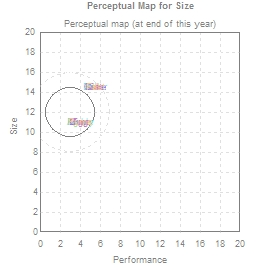 Perceptual Map for Size
Perceptual map (at end of this year)
20
18
16
14
12
10
8
6
4
2
0
Size
0 2 4 6 8 10 12 14 16 18 20
Performance